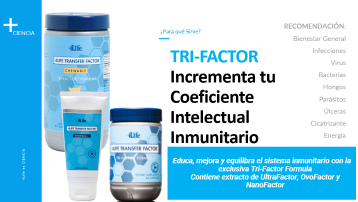 +
CIENCIA
¿Para qué Sirve?
TRI-FACTOR
Incrementa tu
Coeficiente
Intelectual
Inmunitario
RECOMENDACIÓN:
Bienestar General
Infecciones
Virus
Bacterias
Hongos
Parásitos
Úlceras
Cicatrizante
Energía
4Life
4LIFE TRANSFER FACTOR
CHEWABLE
4Life
4LIFE TRANSFER FACTOR
4Life
4LIFE TRANSFER FACTOR
Educa, mejora y equilibra el sistema inmunitario con la
exclusiva Tri-Factor Formula
Contiene extracto de UltraFactor, OvoFactor y
NanoFactor